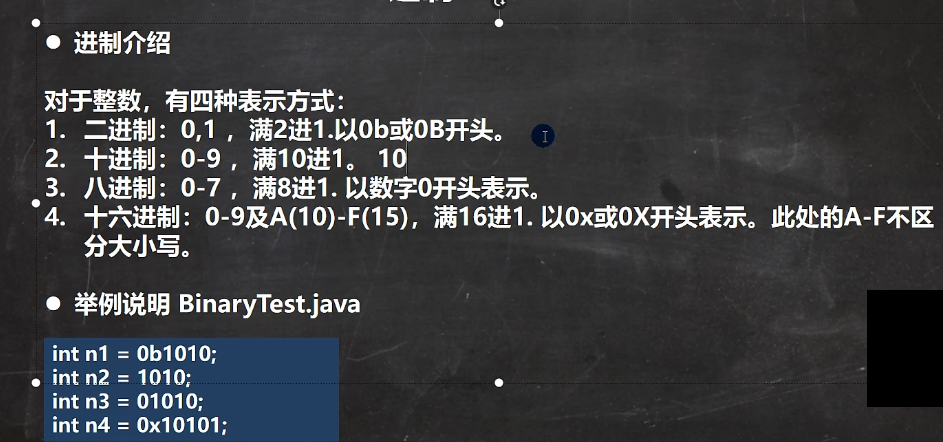 ● 进制介绍
对于整数，有四种表示方式：
1. 二进制：0,1 ，满2进1.以0b或0B开头。
2. 十进制：0-9 ，满10进1。 10
3. 八进制：0-7 ，满8进1. 以数字0开头表示。
4. 十六进制：0-9及A(10)-F(15)，满16进1. 以0x或0X开头表示。此处的A-F不区
分大小写。
● 举例说明 BinaryTest.java
int n1 = 0b1010;
int n2 = 1010;
int n3 = 01010;
int n4 = 0x10101;